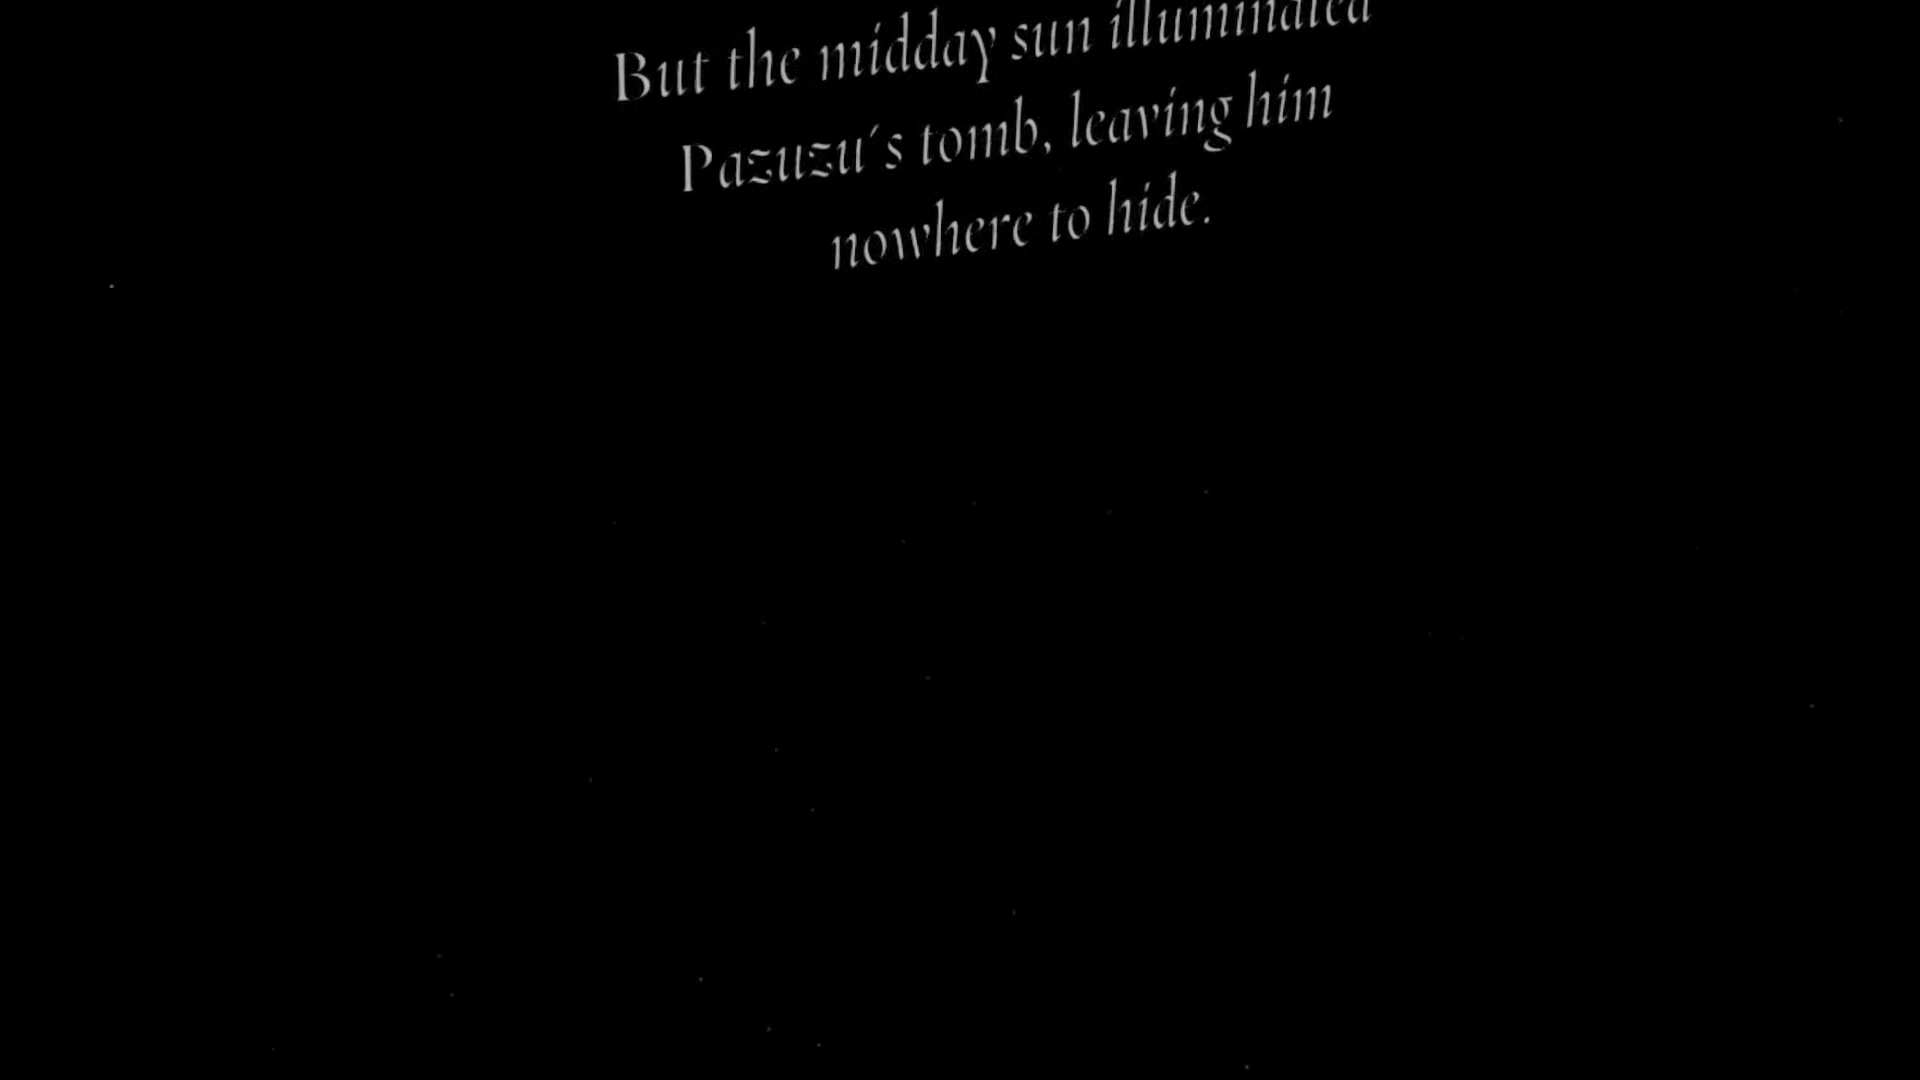 But the midday sun illuminated
Pazuzu´s tomb, leaving him
nowhere to hide.